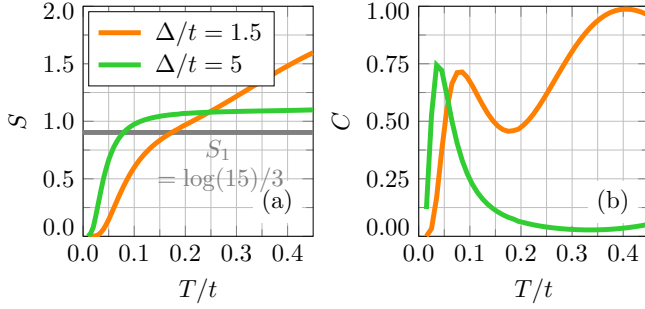 2.0
1.5
1.0
0.5
0.0
S
Δ/t = 1.5
Δ/t = 5
S₁
= log(15)/3
(a)
0.0 0.1 0.2 0.3 0.4
T/t
1.00
0.75
0.50
0.25
0.00
C
(b)
0.0 0.1 0.2 0.3 0.4
T/t